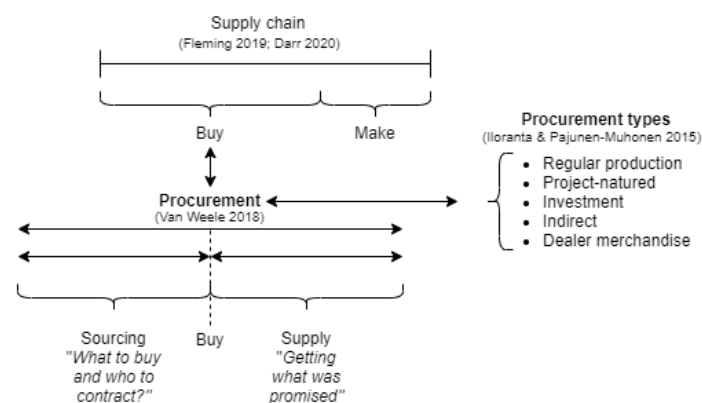 Supply chain
(Fleming 2019; Darr 2020)
Buy
Make
Procurement types
(Iloranta & Pajunen-Muhonen 2015)
• Regular production
• Project-natured
• Investment
• Indirect
• Dealer merchandise
Procurement
(Van Weele 2018)
Sourcing
"What to buy
and who to
contract?"
Buy
Supply
"Getting
what was
promised"